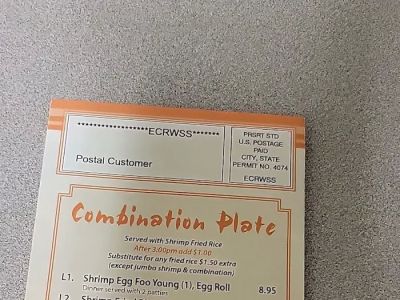 ******************ECRWSS*******
Postal Customer
PRSRT STD
U.S. POSTAGE
PAID
CITY, STATE
PERMIT NO. 4074
ECRWSS
Combination Plate
Served with Shrimp Fried Rice
After 3:00pm add $1.00
Substitute for any fried rice $1.50 extra
(except jumbo shrimp & combination)
L1. Shrimp Egg Foo Young (1), Egg Roll 8.95
Dinner served with 2 patties
L2. Shrimp